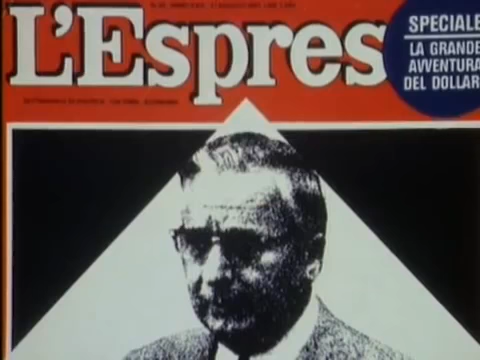 L'Espres
SPECIALE
LA GRANDE
AVVENTURA
DEL DOLLAR